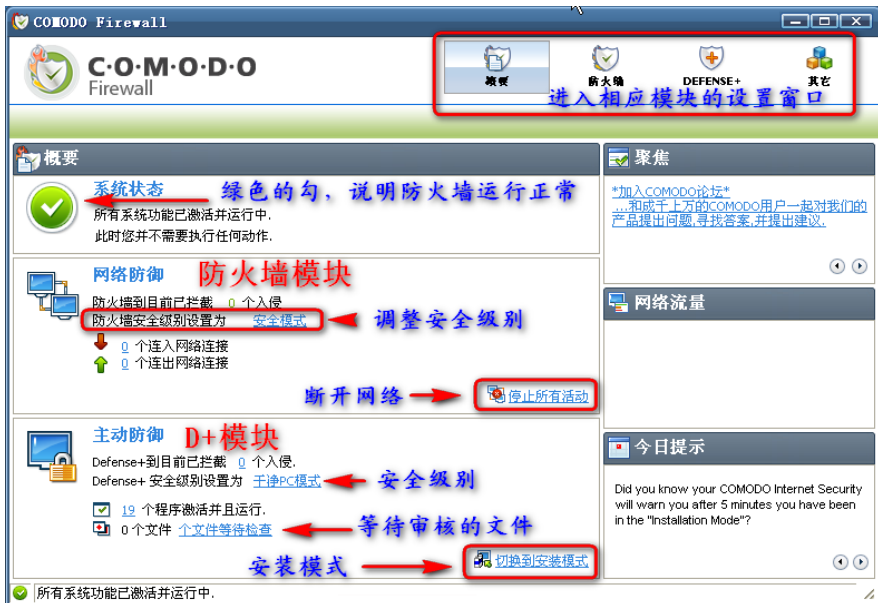 COMODO Firewall
C·O·M·O·D·O
Firewall
概要
防火墙
DEFENSE+
其它
进入相应模块的设置窗口
概要
系统状态
绿色的勾，说明防火墙运行正常
所有系统功能已激活并运行中.
此时您并不需要执行任何动作.
网络防御
防火墙模块
防火墙到目前已拦截 0 个入侵
防火墙安全级别设置为 安全模式
调整安全级别
0 个连入网络连接
0 个连出网络连接
断开网络
停止所有活动
主动防御
D+模块
Defense+到目前已拦截 0 个入侵.
Defense+ 安全级别设置为 干净PC模式
安全级别
19 个程序激活并且运行.
0个文件 个文件等待检查
等待审核的文件
安装模式
切换到安装模式
聚焦
*加入COMODO论坛*
...和成千上万的COMODO用户一起对我们的
产品提出问题,寻找答案,并提出建议.
网络流量
今日提示
Did you know your COMODO Internet Security
will warn you after 5 minutes you have been
in the "Installation Mode"?
所有系统功能已激活并运行中.